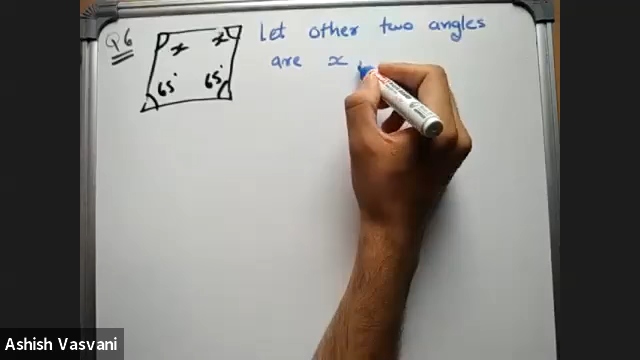 Q6
x x
65° 65°
Let other two angles
are x
Ashish Vasvani